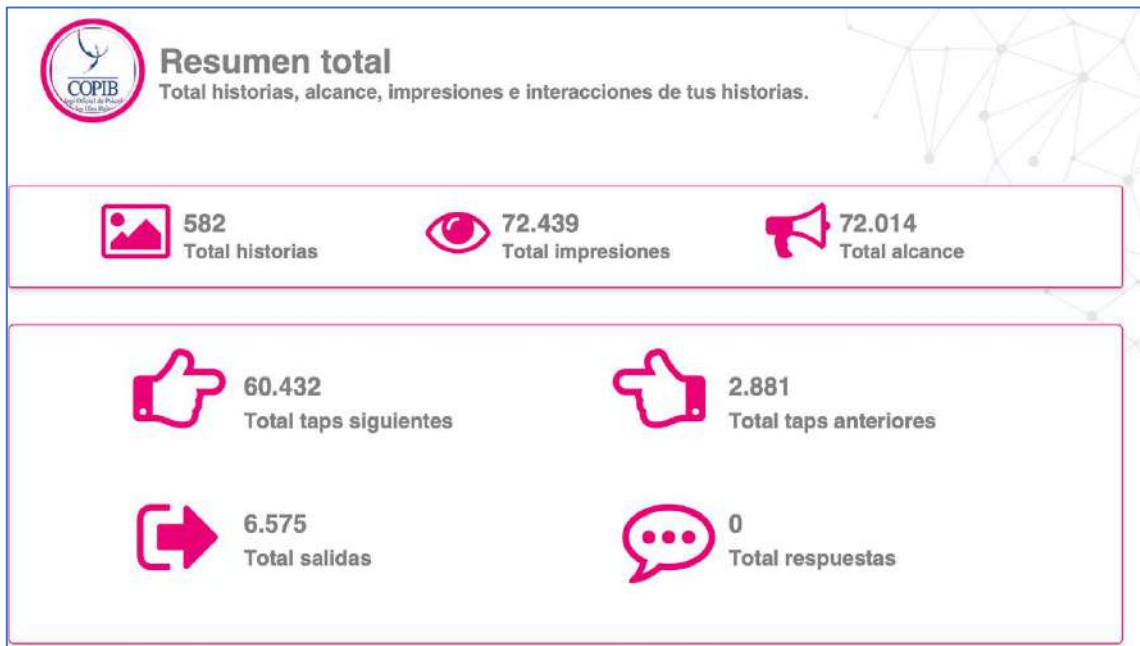 Resumen total
Total historias, alcance, impresiones e interacciones de tus historias.
COPIB
582
Total historias
72.439
Total impresiones
72.014
Total alcance
60.432
Total taps siguientes
2.881
Total taps anteriores
6.575
Total salidas
0
Total respuestas